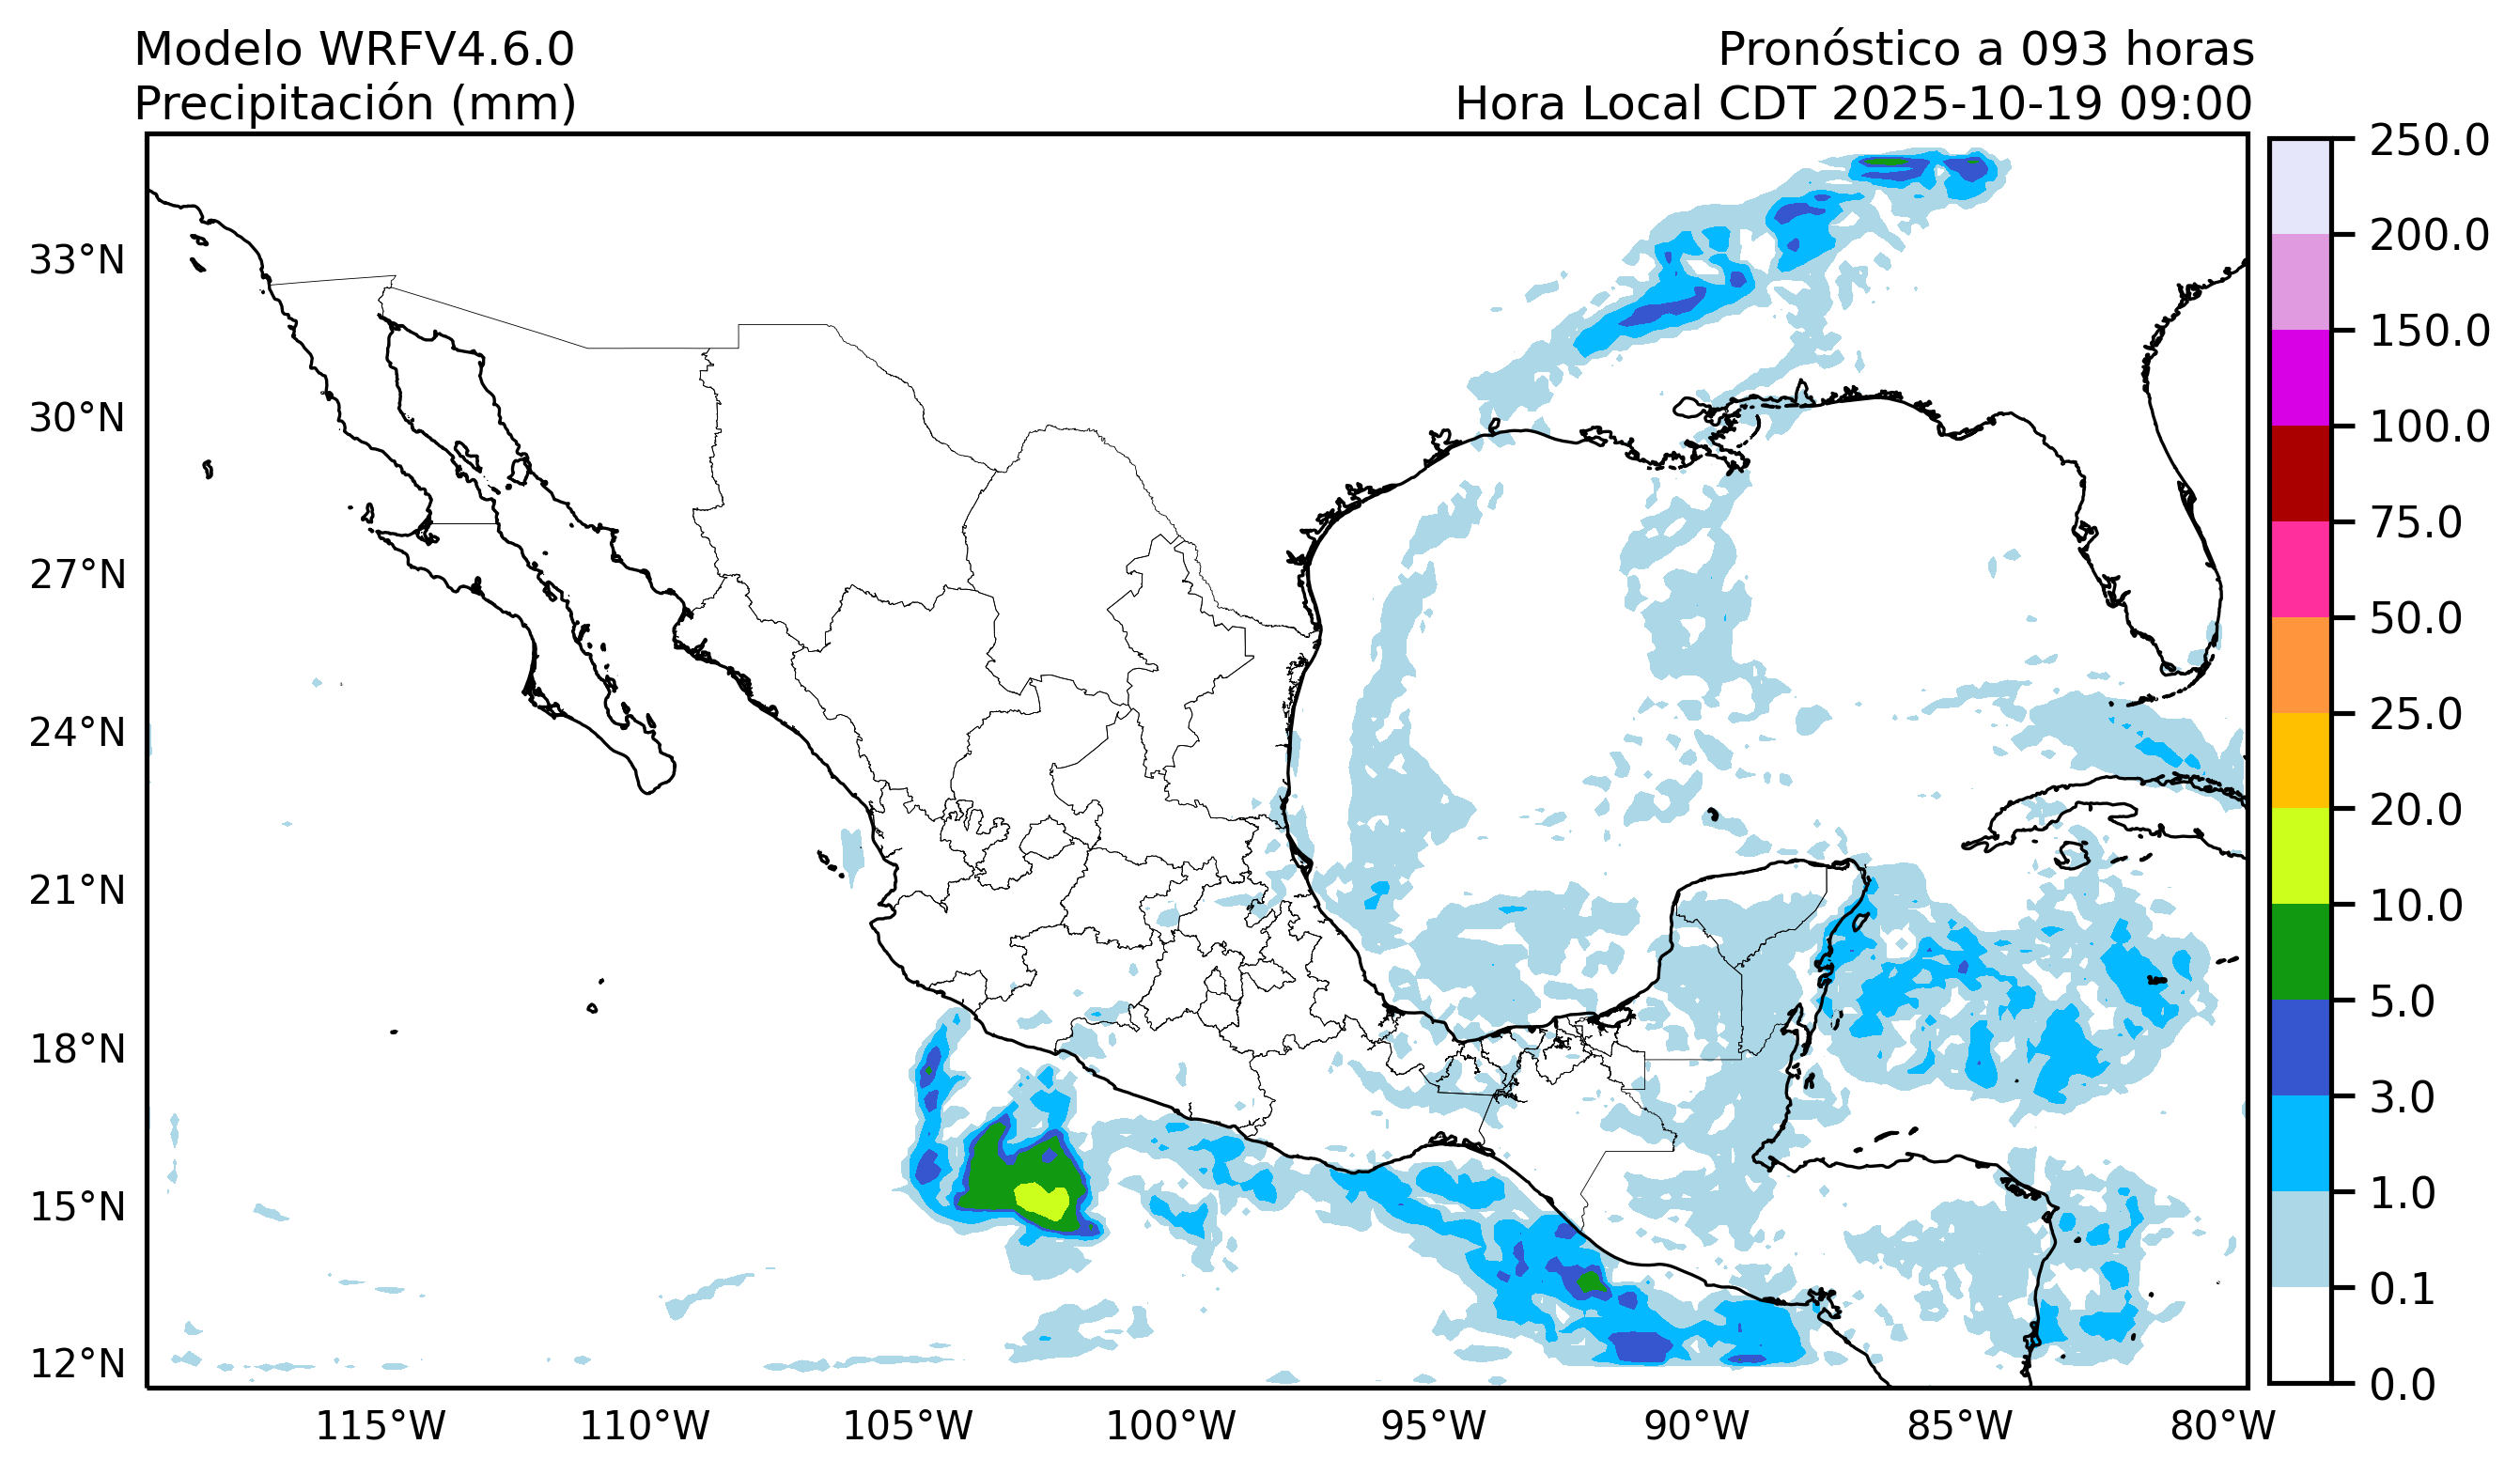 Modelo WRFV4.6.0
Pronóstico a 093 horas
Precipitación (mm)
Hora Local CDT 2025-10-19 09:00
33°N
30°N
27°N
24°N
21°N
18°N
15°N
12°N
115°W
110°W
105°W
100°W
95°W
90°W
85°W
80°W
250.0
200.0
150.0
100.0
75.0
50.0
25.0
20.0
10.0
5.0
3.0
1.0
0.1
0.0